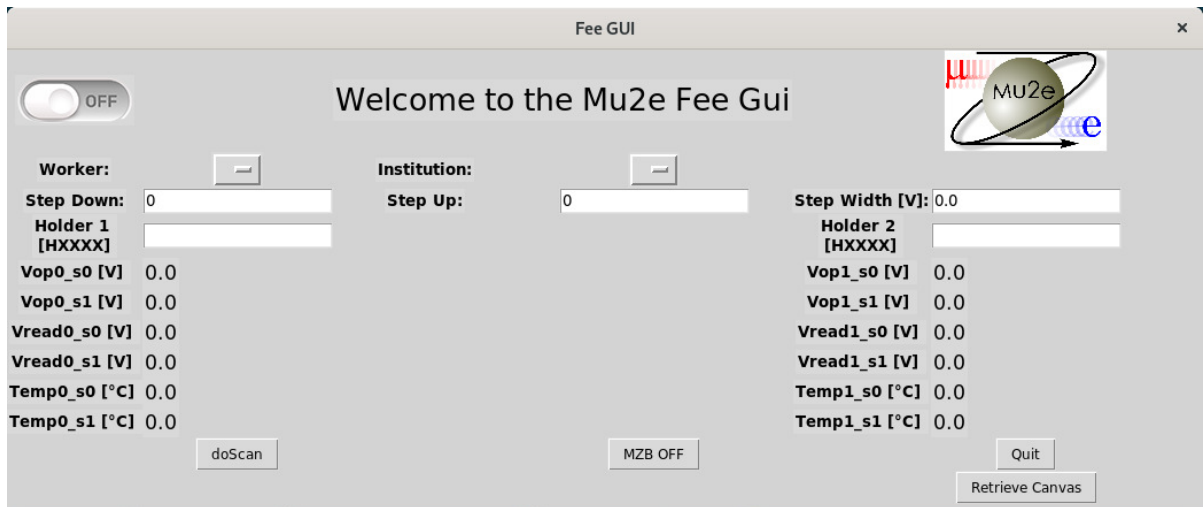 Fee GUI
×
OFF
Welcome to the Mu2e Fee Gui
μ Mu2e e
Worker: Institution:
Step Down: 0 Step Up: 0 Step Width [V]: 0.0
Holder 1 Holder 2
[HXXXX] [HXXXX]
Vop0_s0 [V] 0.0 Vop1_s0 [V] 0.0
Vop0_s1 [V] 0.0 Vop1_s1 [V] 0.0
Vread0_s0 [V] 0.0 Vread1_s0 [V] 0.0
Vread0_s1 [V] 0.0 Vread1_s1 [V] 0.0
Temp0_s0 [°C] 0.0 Temp1_s0 [°C] 0.0
Temp0_s1 [°C] 0.0 Temp1_s1 [°C] 0.0
doScan MZB OFF Quit
Retrieve Canvas